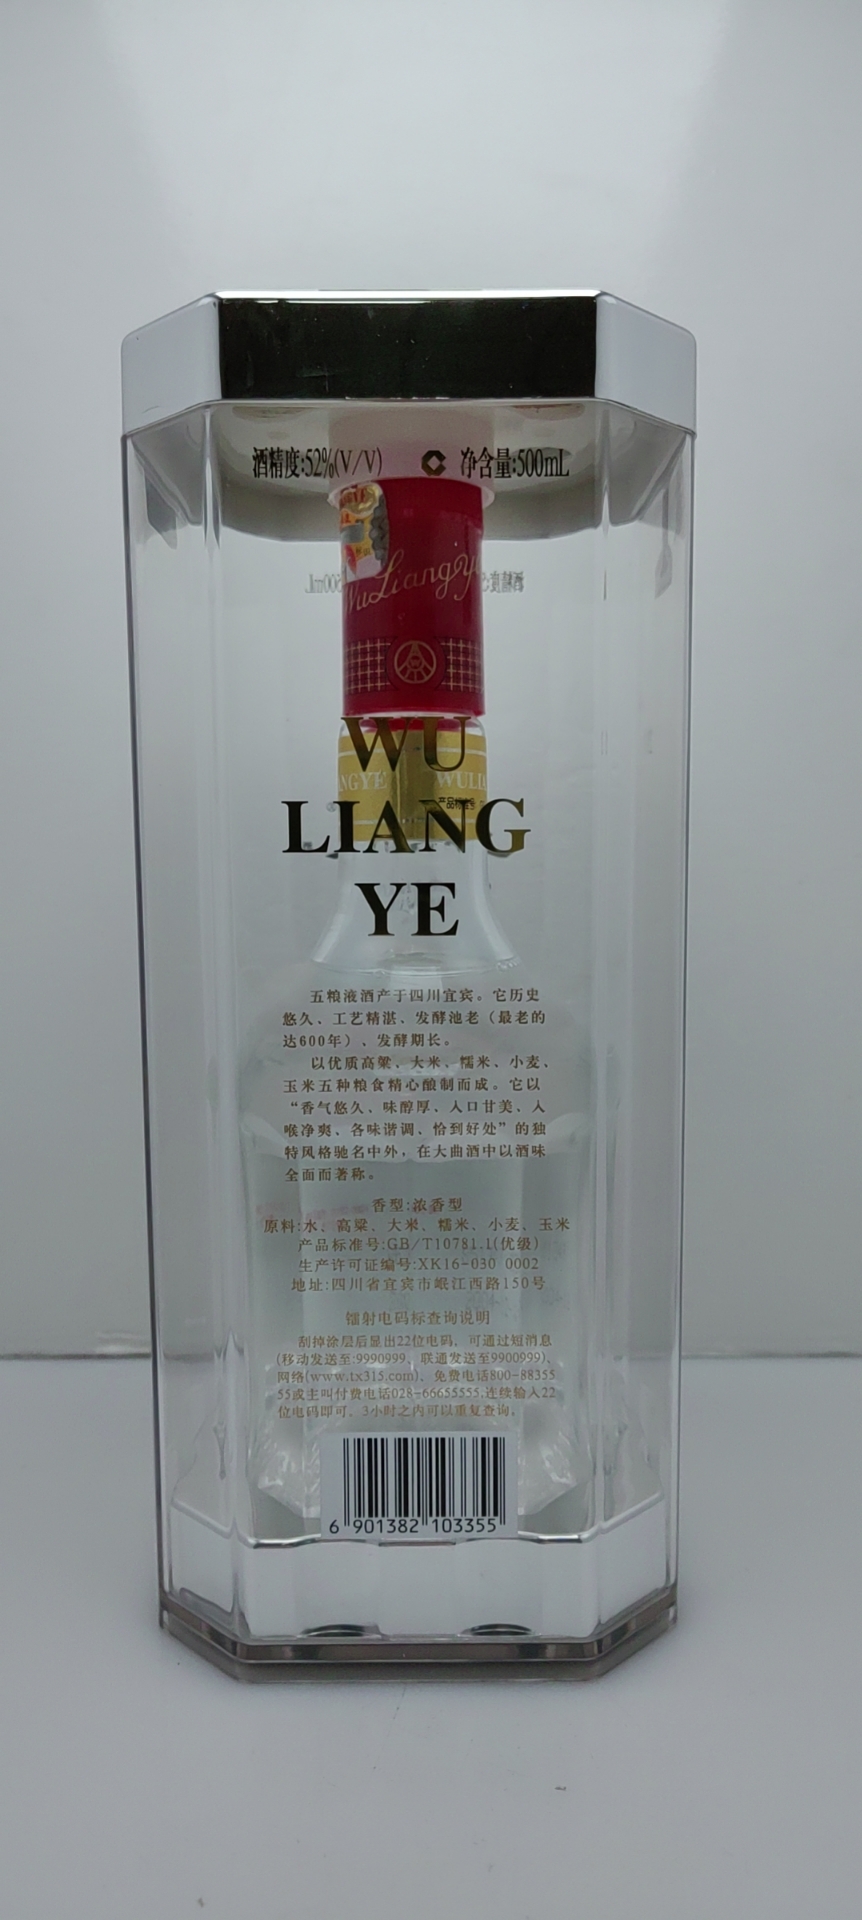 酒精度:52%(V/V) 净含量:500mL
WuLiangYe
WU
ANGYE WULIA
产品标准号
LIANG
YE
五粮液酒产于四川宜宾。它历史
悠久、工艺精湛、发酵池老（最老的
达600年）、发酵期长。
以优质高粱、大米、糯米、小麦、
玉米五种粮食精心酿制而成。它以
“香气悠久、味醇厚、入口甘美、入
喉净爽、各味谐调、恰到好处”的独
特风格驰名中外，在大曲酒中以酒味
全面而著称。
香型:浓香型
原料:水、高粱、大米、糯米、小麦、玉米
产品标准号:GB/T10781.1(优级)
生产许可证编号:XK16-030 0002
地址:四川省宜宾市岷江西路150号
镭射电码标查询说明
刮掉涂层后显出22位电码，可通过短消息
(移动发送至:9990999，联通发送至9900999)、
网络(www.tx315.com)、免费电话800-88355
55或主叫付费电话028-66655555,连续输入22
位电码即可。3小时之内可以重复查询。
6 901382 103355